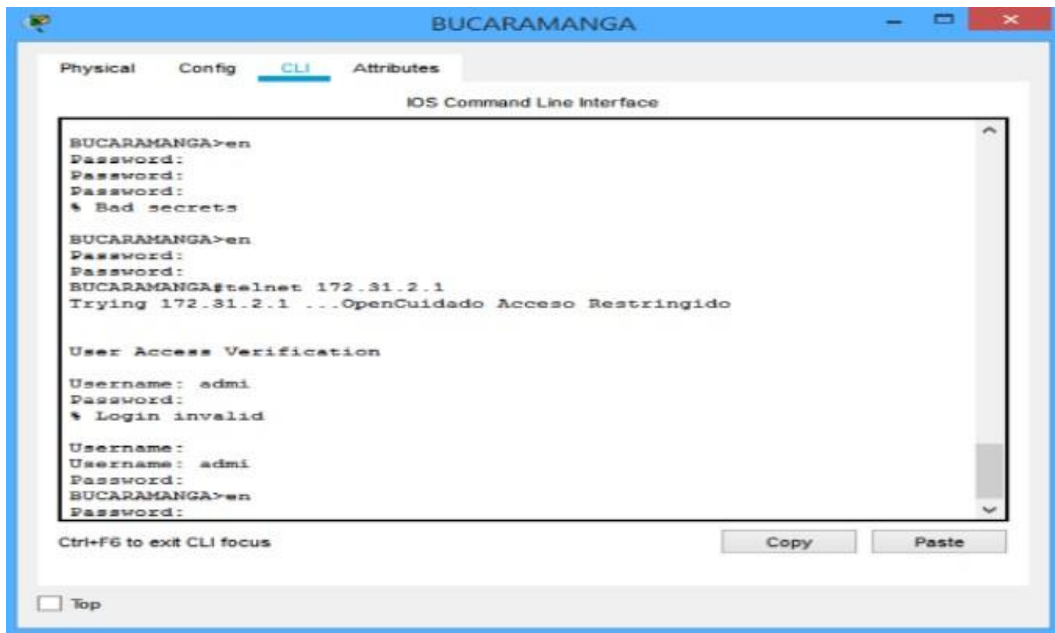 BUCARAMANGA
Physical Config CLI Attributes
IOS Command Line Interface
BUCARAMANGA>en
Password:
Password:
Password:
% Bad secrets
BUCARAMANGA>en
Password:
Password:
BUCARAMANGA#telnet 172.31.2.1
Trying 172.31.2.1 ...OpenCuidado Acceso Restringido
User Access Verification
Username: admi
Password:
% Login invalid
Username:
Username: admi
Password:
BUCARAMANGA>en
Password:
Ctrl+F6 to exit CLI focus
Copy Paste
Top